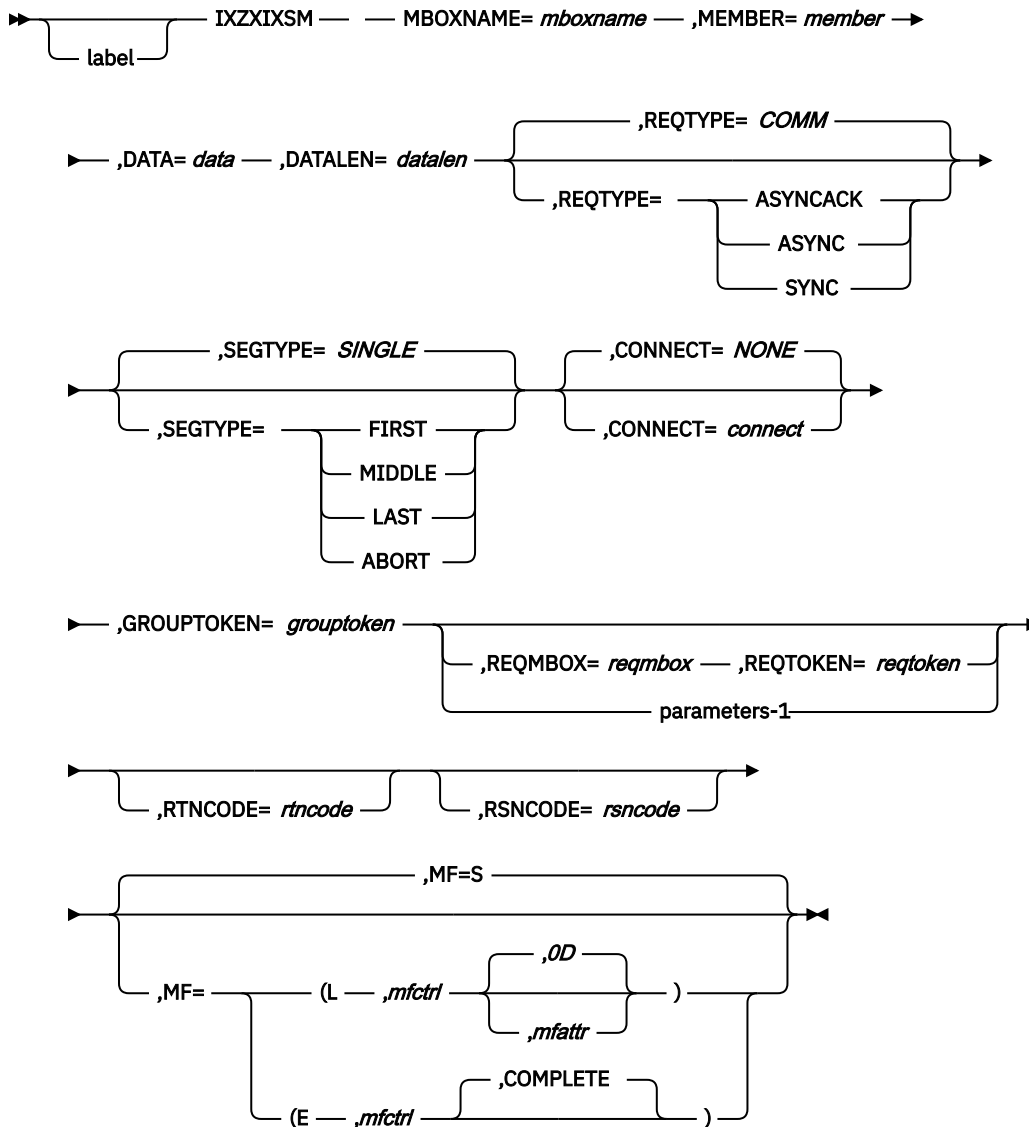 IXZXIXSM MBOXNAME= mboxname ,MEMBER= member
label
,REQTYPE= COMM
,DATA= data ,DATALEN= datalen
,REQTYPE= ASYNCACK
ASYNC
SYNC
,SEGTYPE= SINGLE ,CONNECT= NONE
,SEGTYPE= FIRST ,CONNECT= connect
MIDDLE
LAST
ABORT
,GROUPTOKEN= grouptoken
,REQMBOX= reqmbox ,REQTOKEN= reqtoken
parameters-1
,RTNCODE= rtncode ,RSNCODE= rsncode
,MF=S
,0D
,MF= (L ,mfctrl )
,mfattr
,COMPLETE
(E ,mfctrl )